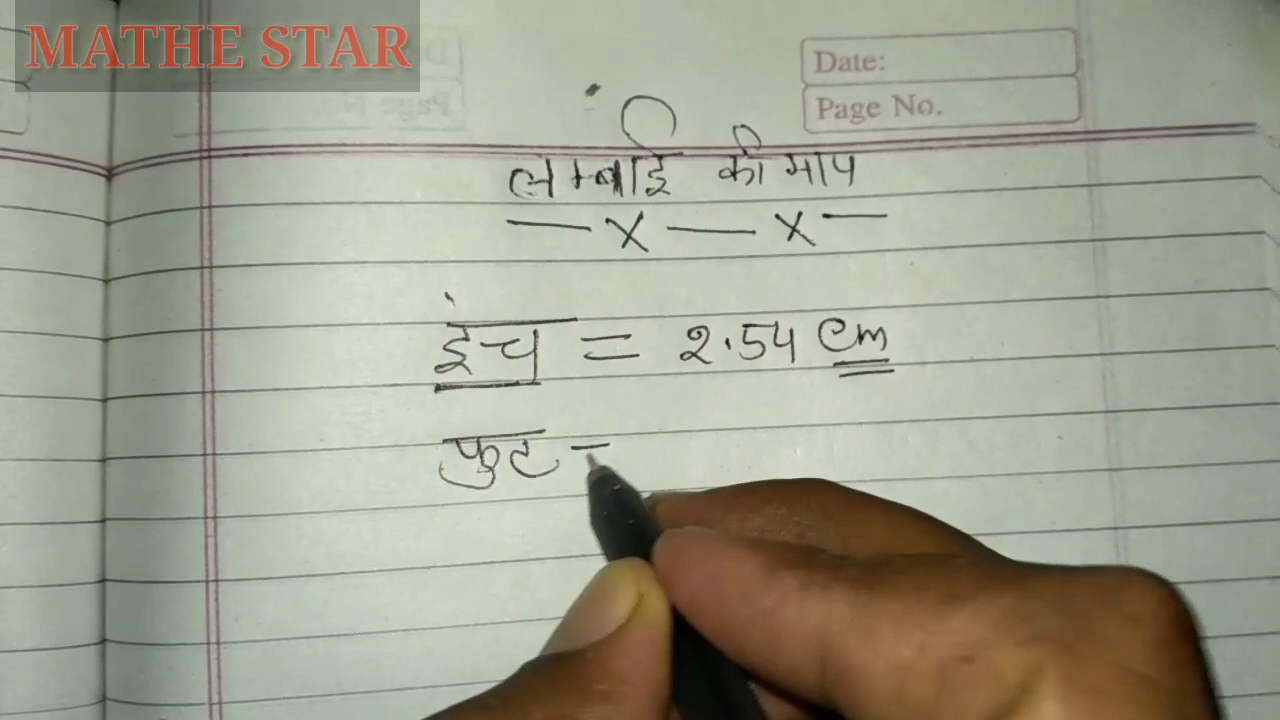 MATHE STAR
Date:
Page No.
लम्बाई की माप
— x — x —
इंच = 2.54 cm
फुट -